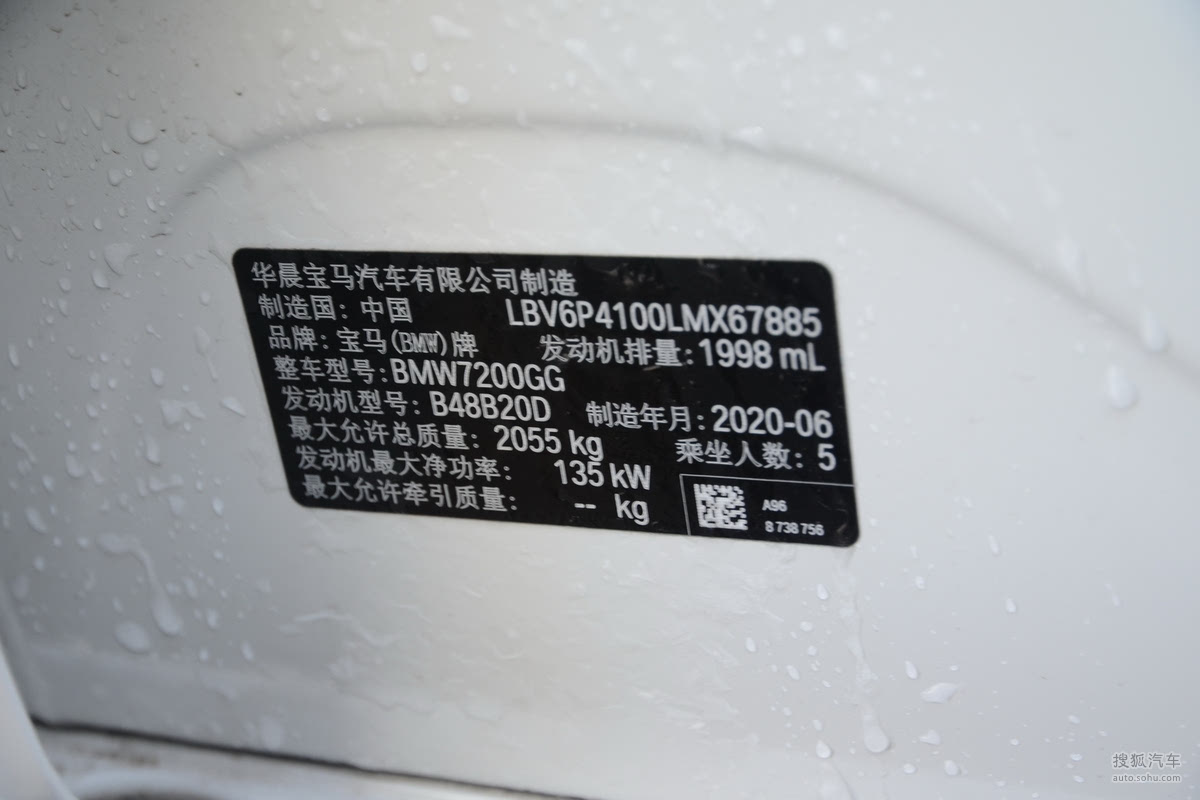 华晨宝马汽车有限公司制造
制造国：中国 LBV6P4100LMX67885
品牌：宝马(BMW)牌 发动机排量：1998 mL
整车型号：BMW7200GG
发动机型号：B48B20D 制造年月：2020-06
最大允许总质量：2055 kg 乘坐人数：5
发动机最大净功率：135 kW
最大允许牵引质量：-- kg
A96
8 738 756
搜狐汽车
auto.sohu.com